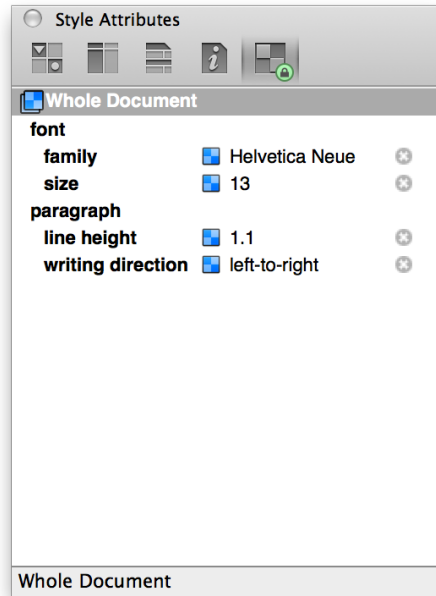 Style Attributes
Whole Document
font
family Helvetica Neue
size 13
paragraph
line height 1.1
writing direction left-to-right
Whole Document